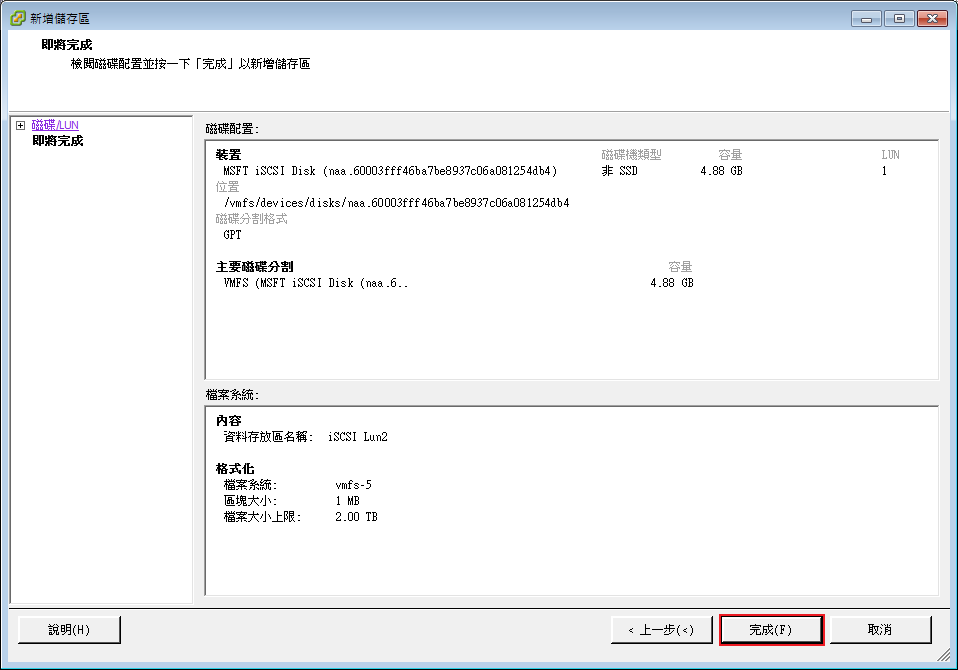 新增儲存區
即將完成
檢閱磁碟配置並按一下「完成」以新增儲存區
磁碟/LUN
即將完成
磁碟配置:
裝置 磁碟機類型 容量 LUN
MSFT iSCSI Disk (naa.60003fff46ba7be8937c06a081254db4) 非 SSD 4.88 GB 1
位置
/vmfs/devices/disks/naa.60003fff46ba7be8937c06a081254db4
磁碟分割格式
GPT
主要磁碟分割 容量
VMFS (MSFT iSCSI Disk (naa.6.. 4.88 GB
檔案系統:
內容
資料存放區名稱: iSCSI Lun2
格式化
檔案系統: vmfs-5
區塊大小: 1 MB
檔案大小上限: 2.00 TB
說明(H) < 上一步(<) 完成(F) 取消